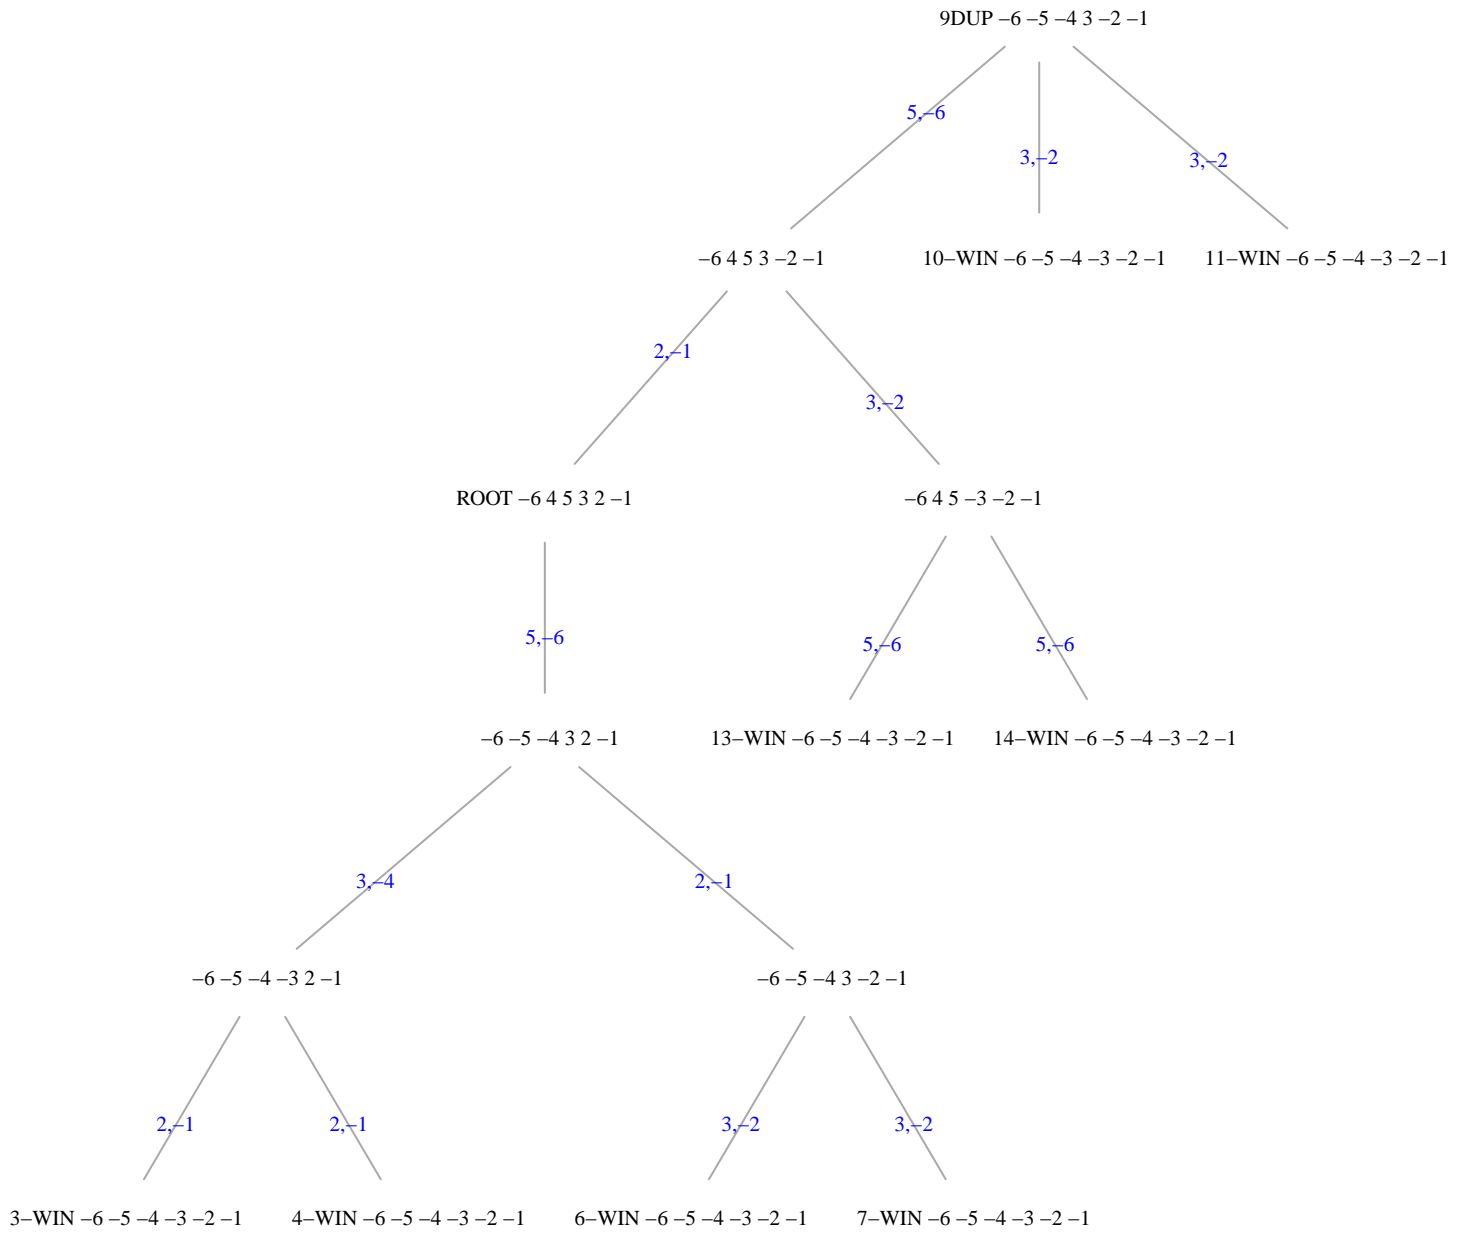 9DUP –6 –5 –4 3 –2 –1
5,–6
3,–2
3,–2
–6 4 5 3 –2 –1
10–WIN –6 –5 –4 –3 –2 –1
11–WIN –6 –5 –4 –3 –2 –1
2,–1
3,–2
ROOT –6 4 5 3 2 –1
–6 4 5 –3 –2 –1
5,–6
5,–6
5,–6
–6 –5 –4 3 2 –1
13–WIN –6 –5 –4 –3 –2 –1
14–WIN –6 –5 –4 –3 –2 –1
3,–4
2,–1
–6 –5 –4 –3 2 –1
–6 –5 –4 3 –2 –1
2,–1
2,–1
3,–2
3,–2
3–WIN –6 –5 –4 –3 –2 –1
4–WIN –6 –5 –4 –3 –2 –1
6–WIN –6 –5 –4 –3 –2 –1
7–WIN –6 –5 –4 –3 –2 –1